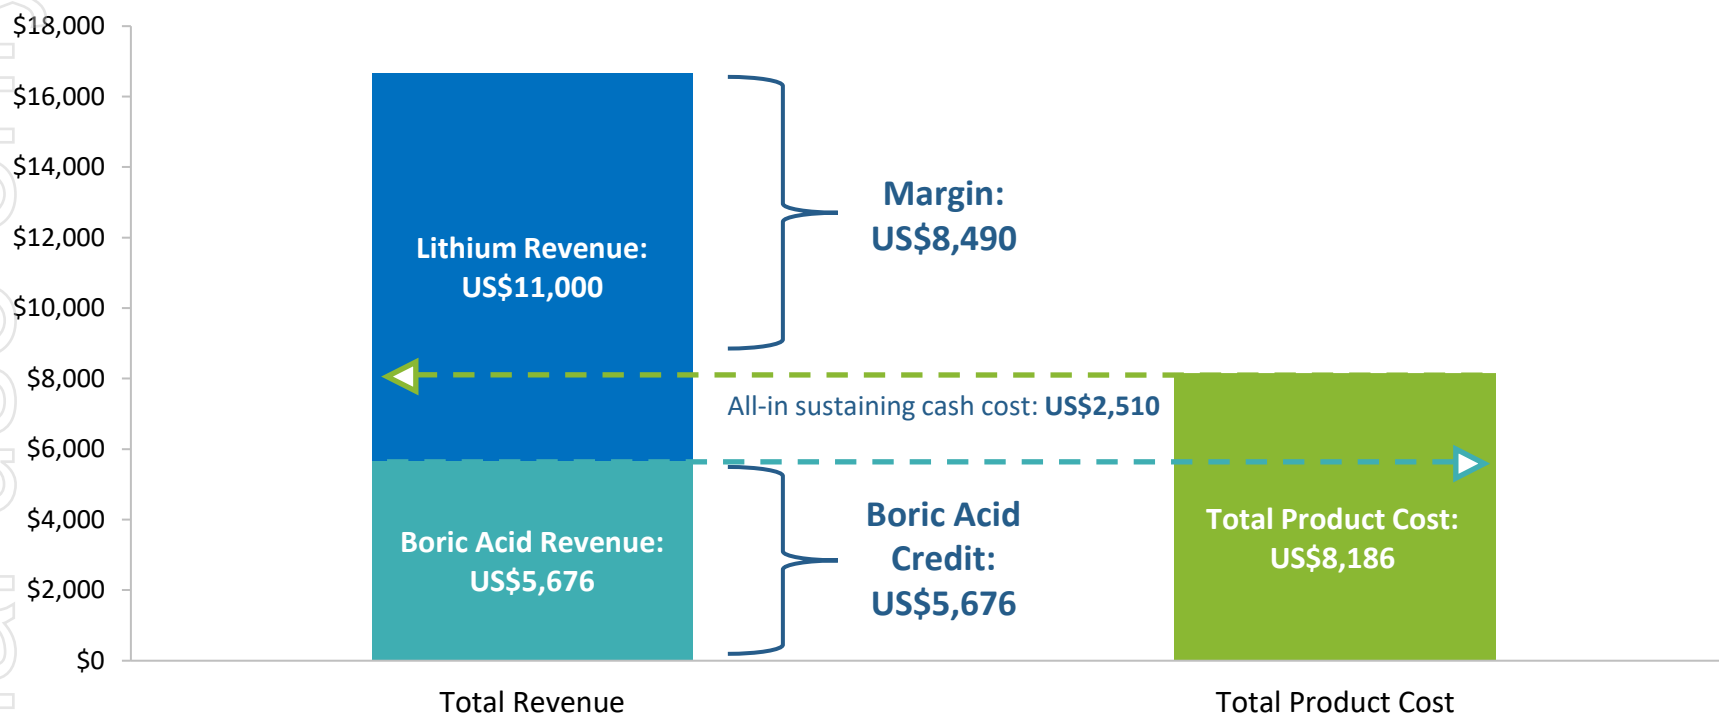 $18,000
$16,000
$14,000
$12,000
$10,000
$8,000
$6,000
$4,000
$2,000
$0
Lithium Revenue:
US$11,000
Boric Acid Revenue:
US$5,676
Margin:
US$8,490
All-in sustaining cash cost: US$2,510
Boric Acid
Credit:
US$5,676
Total Product Cost:
US$8,186
Total Revenue
Total Product Cost